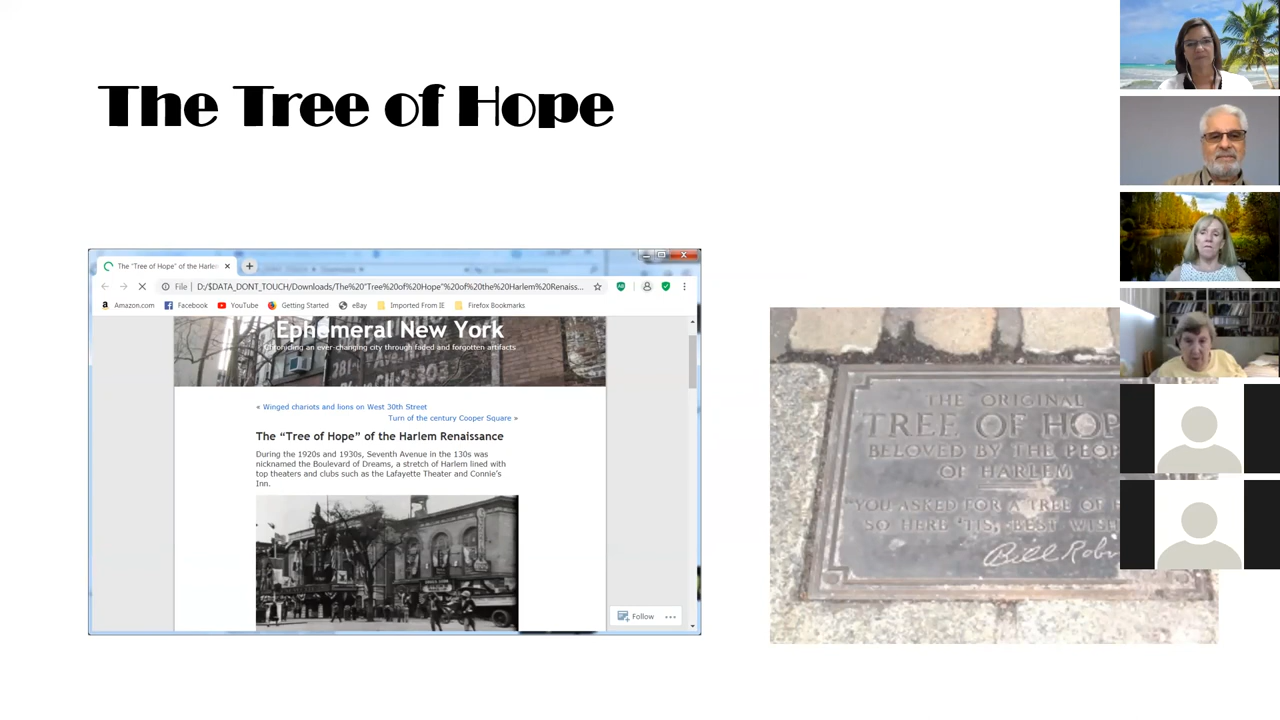 The Tree of Hope
The "Tree of Hope" of the Harle
File
D:/$DATA_DONT_TOUCH/Downloads/The%20"Tree%20of%20Hope"%20of%20the%20Harlem%20Renaiss...
Amazon.com Facebook YouTube Getting Started eBay Imported From IE Firefox Bookmarks
Ephemeral New York
Chronicling an ever-changing city through faded and forgotten artifacts
« Winged chariots and lions on West 30th Street
Turn of the century Cooper Square »
The “Tree of Hope” of the Harlem Renaissance
During the 1920s and 1930s, Seventh Avenue in the 130s was
nicknamed the Boulevard of Dreams, a stretch of Harlem lined with
top theaters and clubs such as the Lafayette Theater and Connie’s
Inn.
Follow
THE ORIGINAL
TREE OF HOP
BELOVED BY THE PEOP
OF HARLEM
"YOU ASKED FOR A TREE OF
SO HERE 'TIS, BEST WISH
Bill Rob